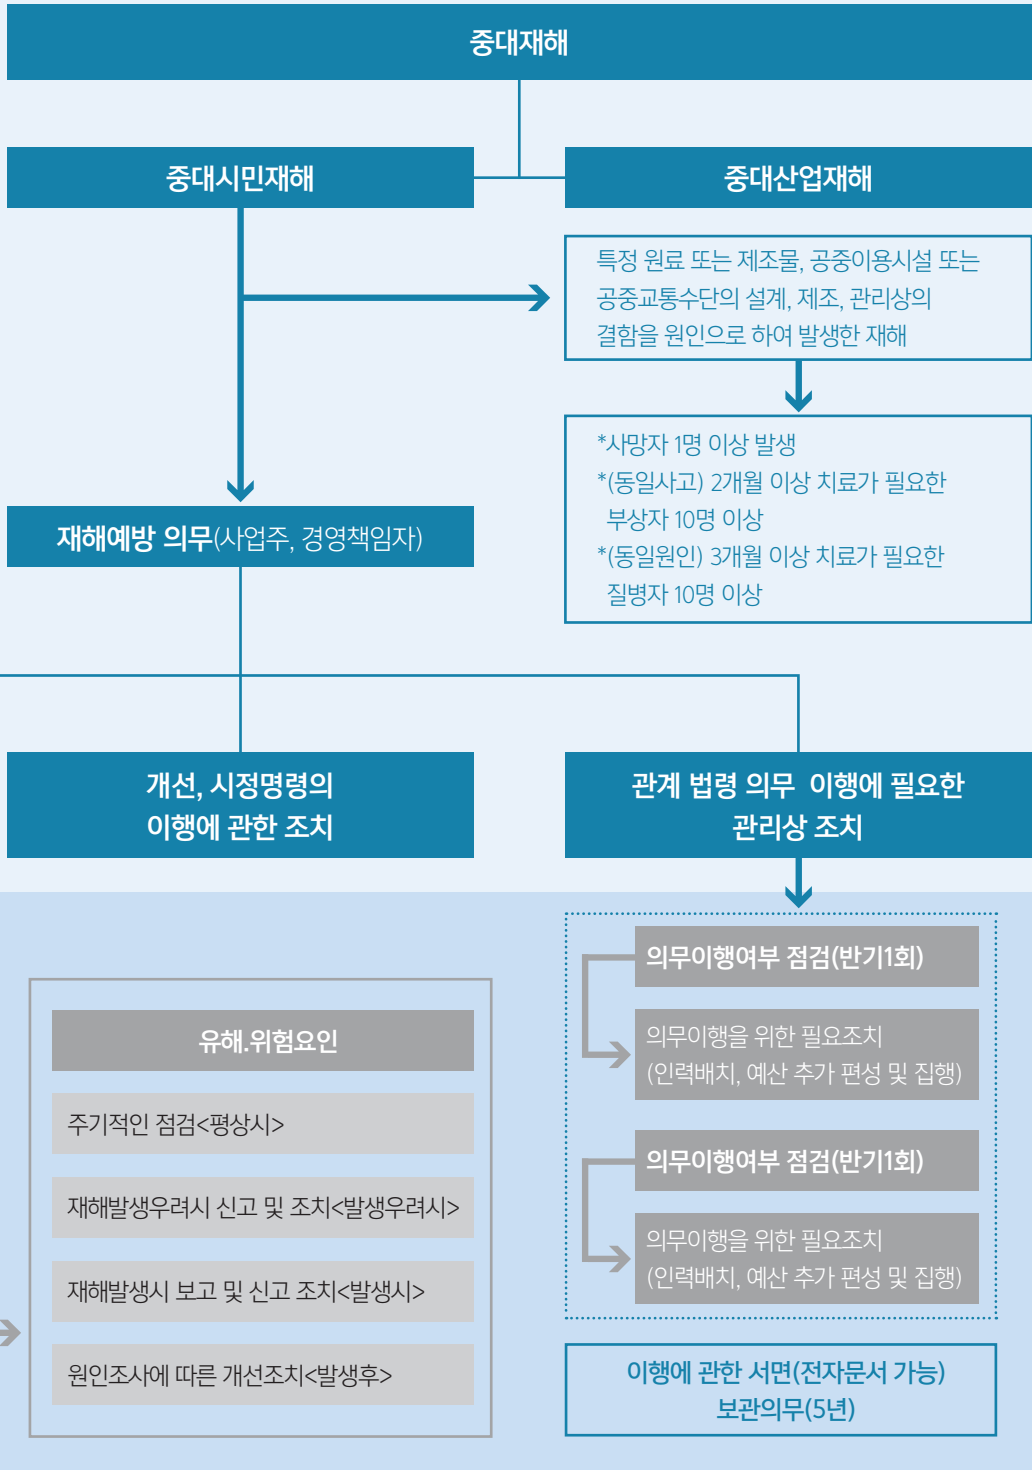 중대재해
중대시민재해
중대산업재해
특정 원료 또는 제조물, 공중이용시설 또는
공중교통수단의 설계, 제조, 관리상의
결함을 원인으로 하여 발생한 재해
*사망자 1명 이상 발생
*(동일사고) 2개월 이상 치료가 필요한
부상자 10명 이상
*(동일원인) 3개월 이상 치료가 필요한
질병자 10명 이상
재해예방 의무(사업주, 경영책임자)
개선, 시정명령의
이행에 관한 조치
관계 법령 의무 이행에 필요한
관리상 조치
유해.위험요인
주기적인 점검<평상시>
재해발생우려시 신고 및 조치<발생우려시>
재해발생시 보고 및 신고 조치<발생시>
원인조사에 따른 개선조치<발생후>
의무이행여부 점검(반기1회)
의무이행을 위한 필요조치
(인력배치, 예산 추가 편성 및 집행)
의무이행여부 점검(반기1회)
의무이행을 위한 필요조치
(인력배치, 예산 추가 편성 및 집행)
이행에 관한 서면(전자문서 가능)
보관의무(5년)